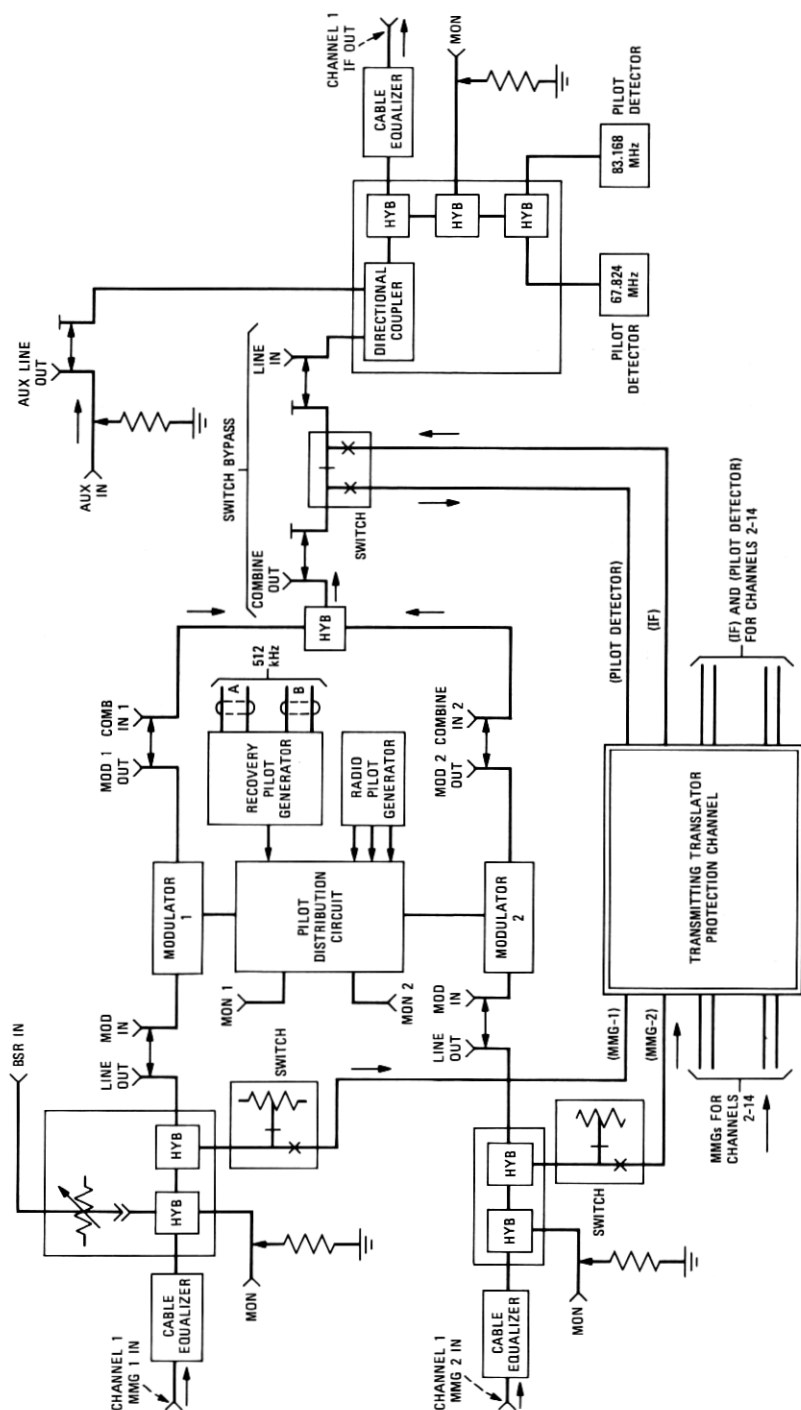 CHANNEL 1
MMG 1 IN
CABLE
EQUALIZER
BSR IN
HYB
HYB
MON
LINE
OUT
MOD
IN
SWITCH
MODULATOR
1
MOD 1
OUT
COMB
IN 1
RECOVERY
PILOT
GENERATOR
A
B
512
kHz
RADIO
PILOT
GENERATOR
PILOT
DISTRIBUTION
CIRCUIT
MON 1
MON 2
CHANNEL 1
MMG 2 IN
CABLE
EQUALIZER
HYB
HYB
MON
LINE
OUT
MOD
IN
SWITCH
MODULATOR
2
MOD 2
OUT
COMBINE
IN 2
HYB
COMBINE
OUT
SWITCH BYPASS
SWITCH
LINE
IN
AUX
IN
AUX LINE
OUT
DIRECTIONAL
COUPLER
HYB
HYB
HYB
CABLE
EQUALIZER
CHANNEL 1
IF OUT
MON
67.824
MHz
PILOT
DETECTOR
83.168
MHz
PILOT
DETECTOR
(MMG-1)
(MMG-2)
MMGs FOR
CHANNELS
2-14
TRANSMITTING TRANSLATOR
PROTECTION CHANNEL
(PILOT DETECTOR)
(IF)
(IF) AND (PILOT DETECTOR)
FOR CHANNELS 2-14